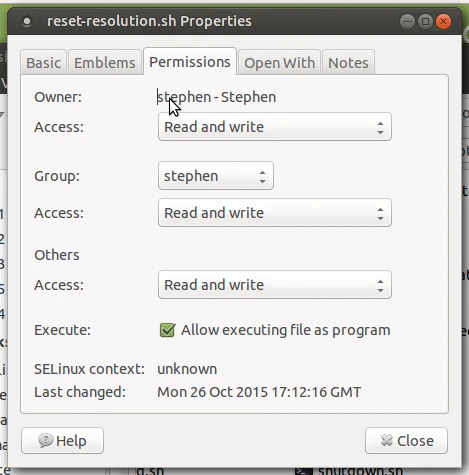 reset-resolution.sh Properties
Basic Emblems Permissions Open With Notes
Owner: stephen - Stephen
Access: Read and write
Group: stephen
Access: Read and write
Others
Access: Read and write
Execute: Allow executing file as program
SELinux context: unknown
Last changed: Mon 26 Oct 2015 17:12:16 GMT
Help Close
shutdown.sh